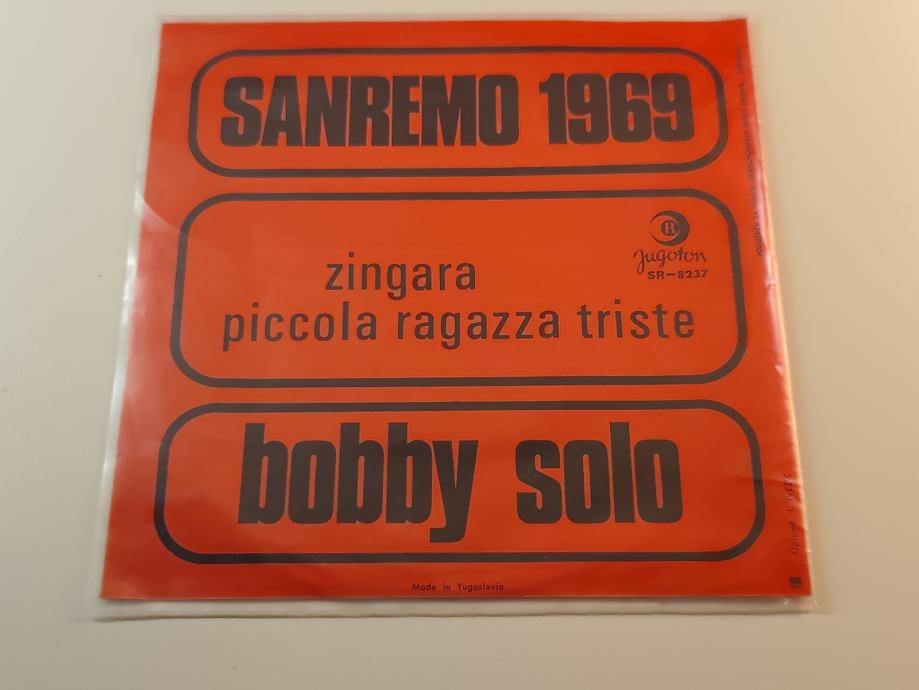 SANREMO 1969
R
Jugoton
SR-8237
zingara
piccola ragazza triste
bobby solo
Made in Yugoslavia